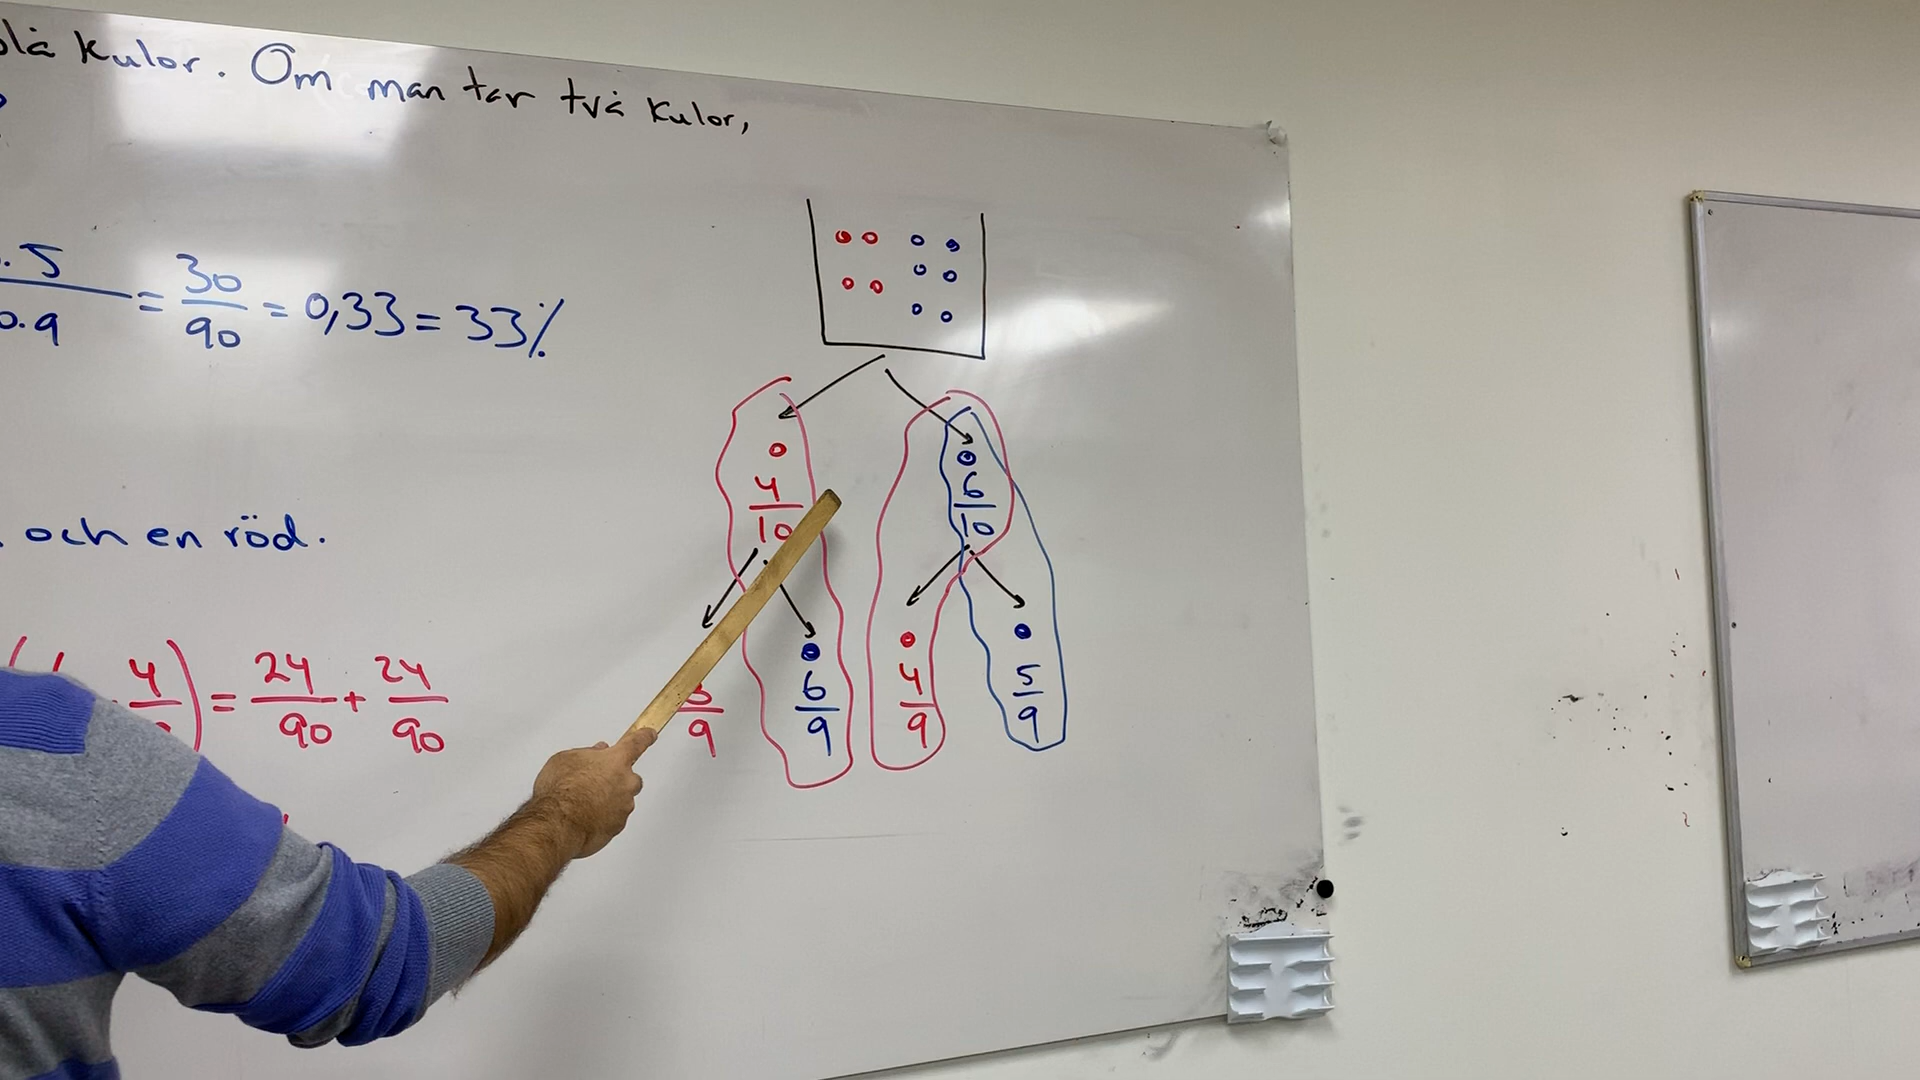 blå kulor. Om man tar två kulor,
.5 / 0.9 = 30/90 = 0,33 = 33%
4/10 6/10
och en röd.
4) = 24/90 + 24/90
3/9 6/9 4/9 5/9